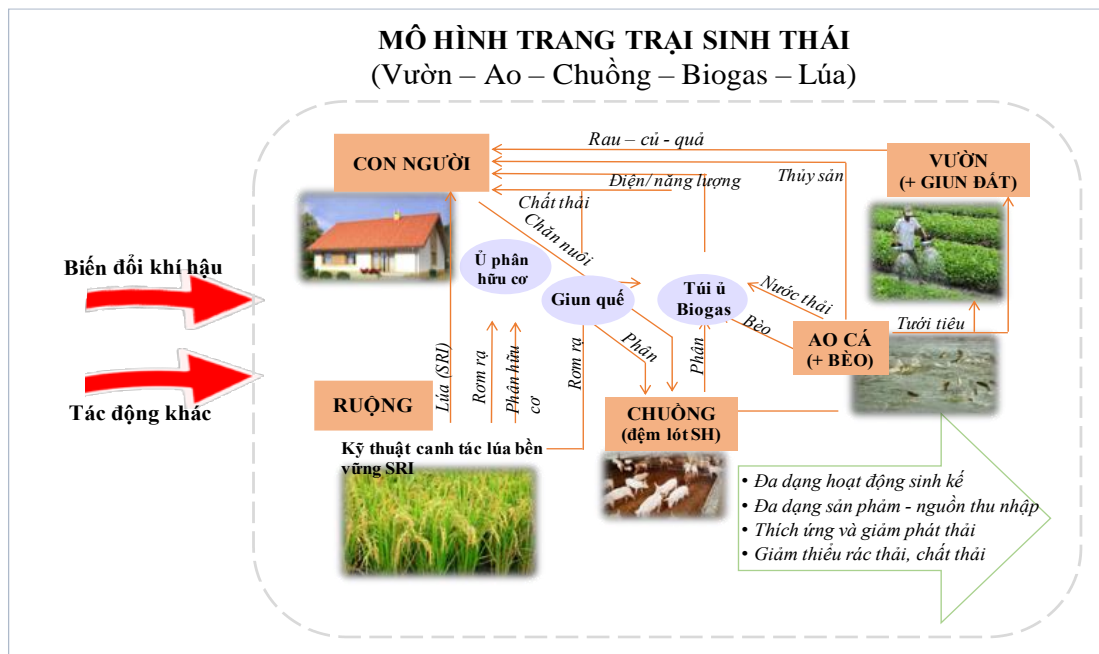 MÔ HÌNH TRANG TRẠI SINH THÁI
(Vườn – Ao – Chuồng – Biogas – Lúa)
Rau – củ - quả
CON NGƯỜI
VƯỜN
(+ GIUN ĐẤT)
Thủy sản
Điện/ năng lượng
Chất thải
Chăn nuôi
Biến đổi khí hậu
Ủ phân
hữu cơ
Giun quế
Túi ủ
Biogas
Nước thải
Bèo
AO CÁ
(+ BÈO)
Tưới tiêu
Tác động khác
RUỘNG
Lúa (SRI)
Rơm rạ
Phân hữu
cơ
Rơm rạ
Phân
Phân
CHUỒNG
(đệm lót SH)
Kỹ thuật canh tác lúa bền
vững SRI
• Đa dạng hoạt động sinh kế
• Đa dạng sản phảm - nguồn thu nhập
• Thích ứng và giảm phát thải
• Giảm thiểu rác thải, chất thải